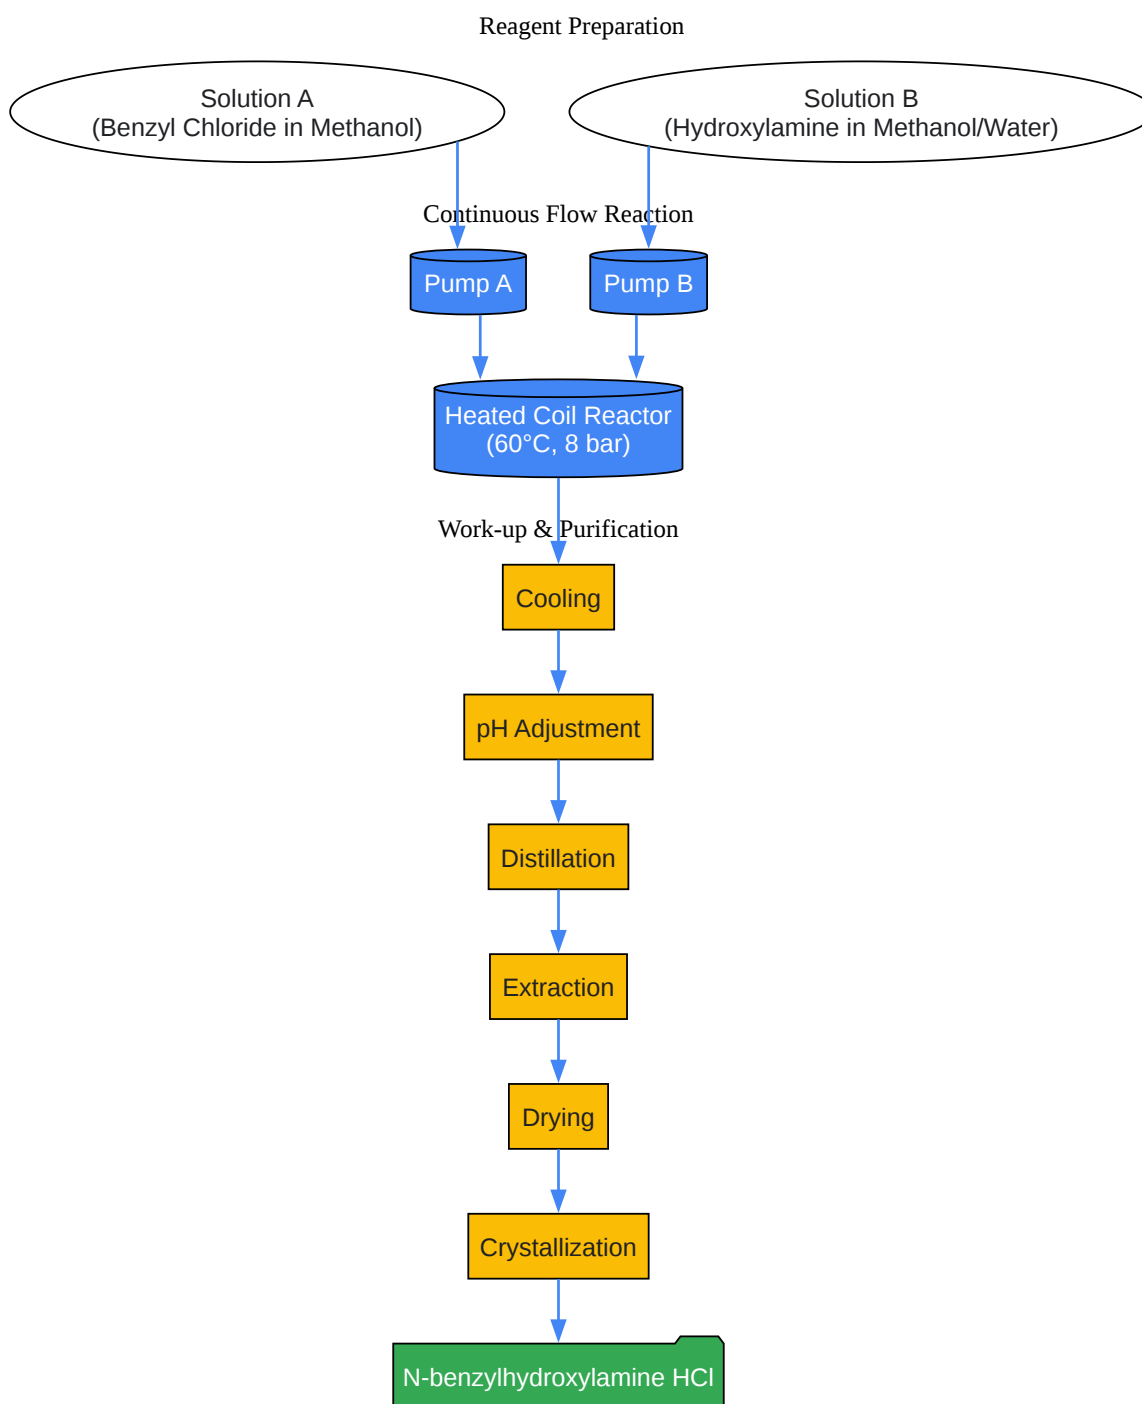 Reagent Preparation
Solution A
(Benzyl Chloride in Methanol)
Solution B
(Hydroxylamine in Methanol/Water)
Continuous Flow Reaction
Pump A
Pump B
Heated Coil Reactor
(60°C, 8 bar)
Work-up & Purification
Cooling
pH Adjustment
Distillation
Extraction
Drying
Crystallization
N-benzylhydroxylamine HCl